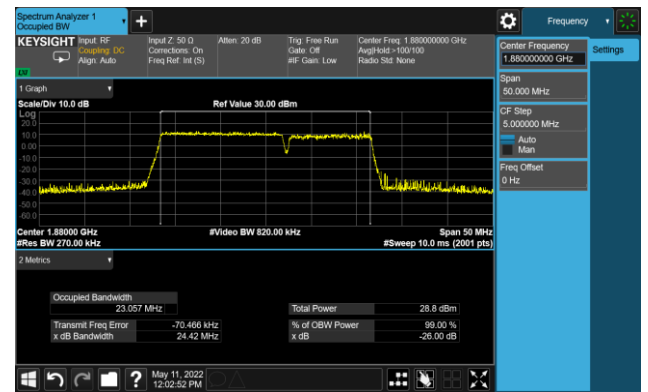 Spectrum Analyzer 1
Occupied BW
Frequency
KEYSIGHT
Input: RF
Coupling: DC
Align: Auto
Input Z: 50 Ω
Corrections: On
Freq Ref: Int (S)
Atten: 20 dB
Trig: Free Run
Gate: Off
#IF Gain: Low
Center Freq: 1.880000000 GHz
Avg|Hold:>100/100
Radio Std: None
Center Frequency
1.880000000 GHz
Settings
Span
50.000 MHz
CF Step
5.000000 MHz
Auto
Man
Freq Offset
0 Hz
1 Graph
Scale/Div 10.0 dB
Ref Value 30.00 dBm
Log
20.0
10.0
0.00
-10.0
-20.0
-30.0
-40.0
-50.0
-60.0
Center 1.88000 GHz
#Video BW 820.00 kHz
Span 50 MHz
#Res BW 270.00 kHz
#Sweep 10.0 ms (2001 pts)
2 Metrics
Occupied Bandwidth
23.057 MHz
Total Power 28.8 dBm
Transmit Freq Error -70.466 kHz
% of OBW Power 99.00 %
x dB Bandwidth 24.42 MHz
x dB -26.00 dB
?
May 11, 2022
12:02:52 PM